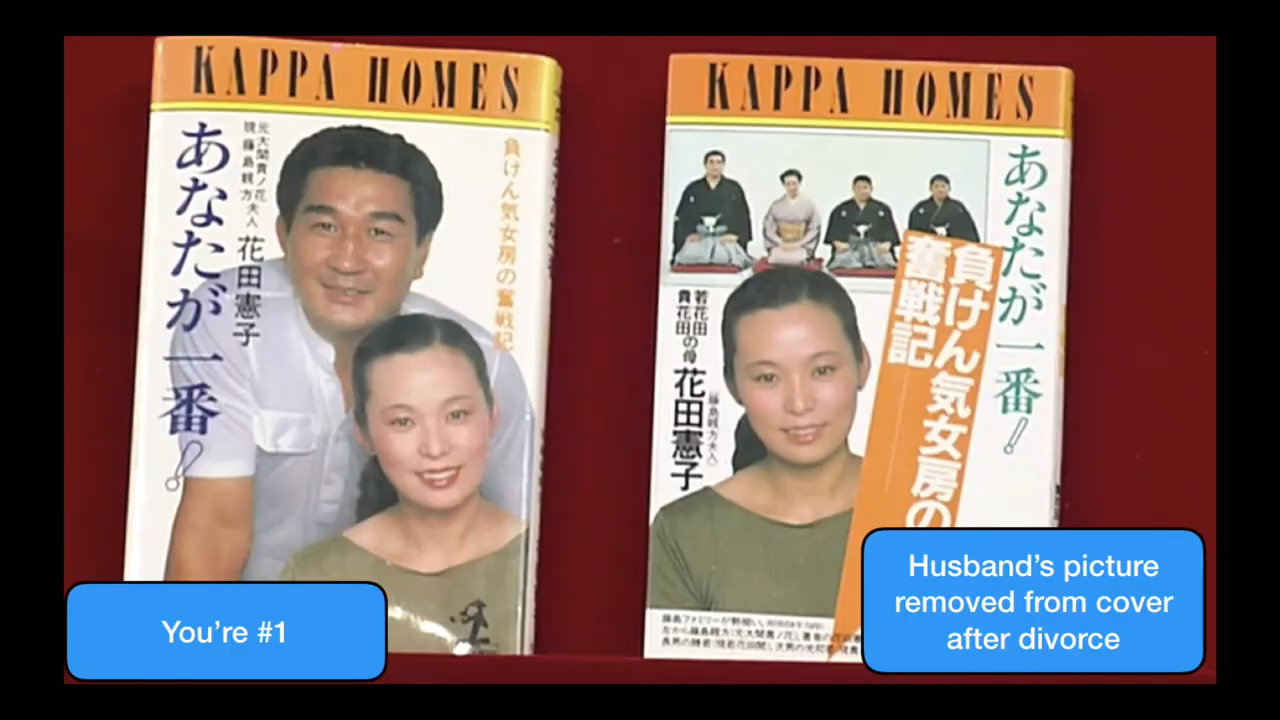 KAPPA HOMES
あなたが一番!
元大関貴ノ花
現藤島親方夫人
花田憲子
負けん気女房の奮戦記
KAPPA HOMES
あなたが一番!
負けん気女房の
奮戦記
若花田
貴花田の母
花田憲子
(藤島親方夫人)
You're #1
Husband's picture
removed from cover
after divorce